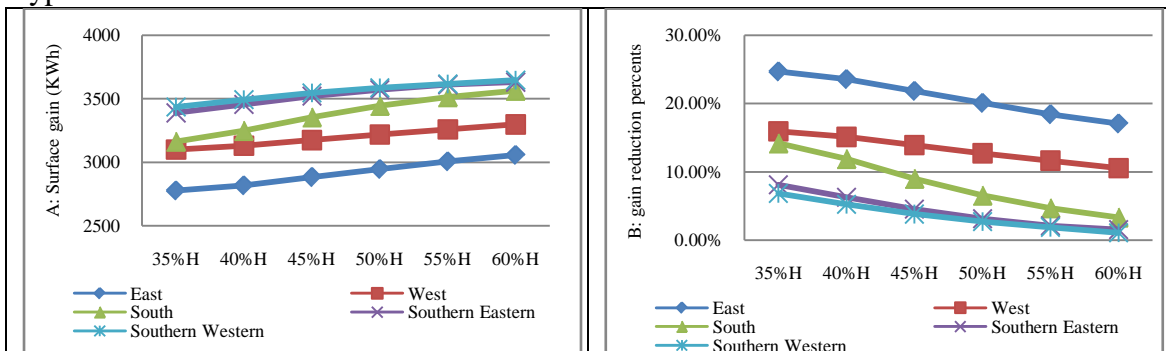 4000
3500
3000
2500
A: Surface gain (KWh)
35%H 40%H 45%H 50%H 55%H 60%H
East West
South Southern Eastern
Southern Western
30.00%
20.00%
10.00%
0.00%
B: gain reduction percents
35%H 40%H 45%H 50%H 55%H 60%H
East West
South Southern Eastern
Southern Western